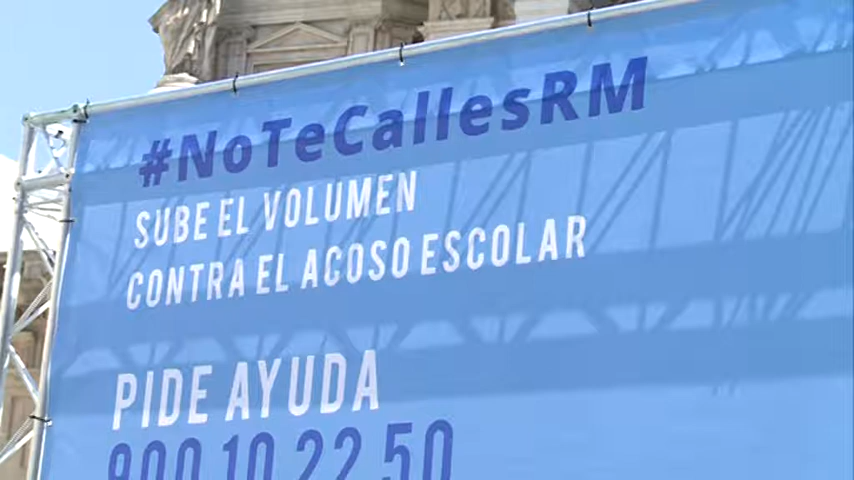 #NoTeCallesRM
SUBE EL VOLUMEN
CONTRA EL ACOSO ESCOLAR
PIDE AYUDA
900 10 22 50